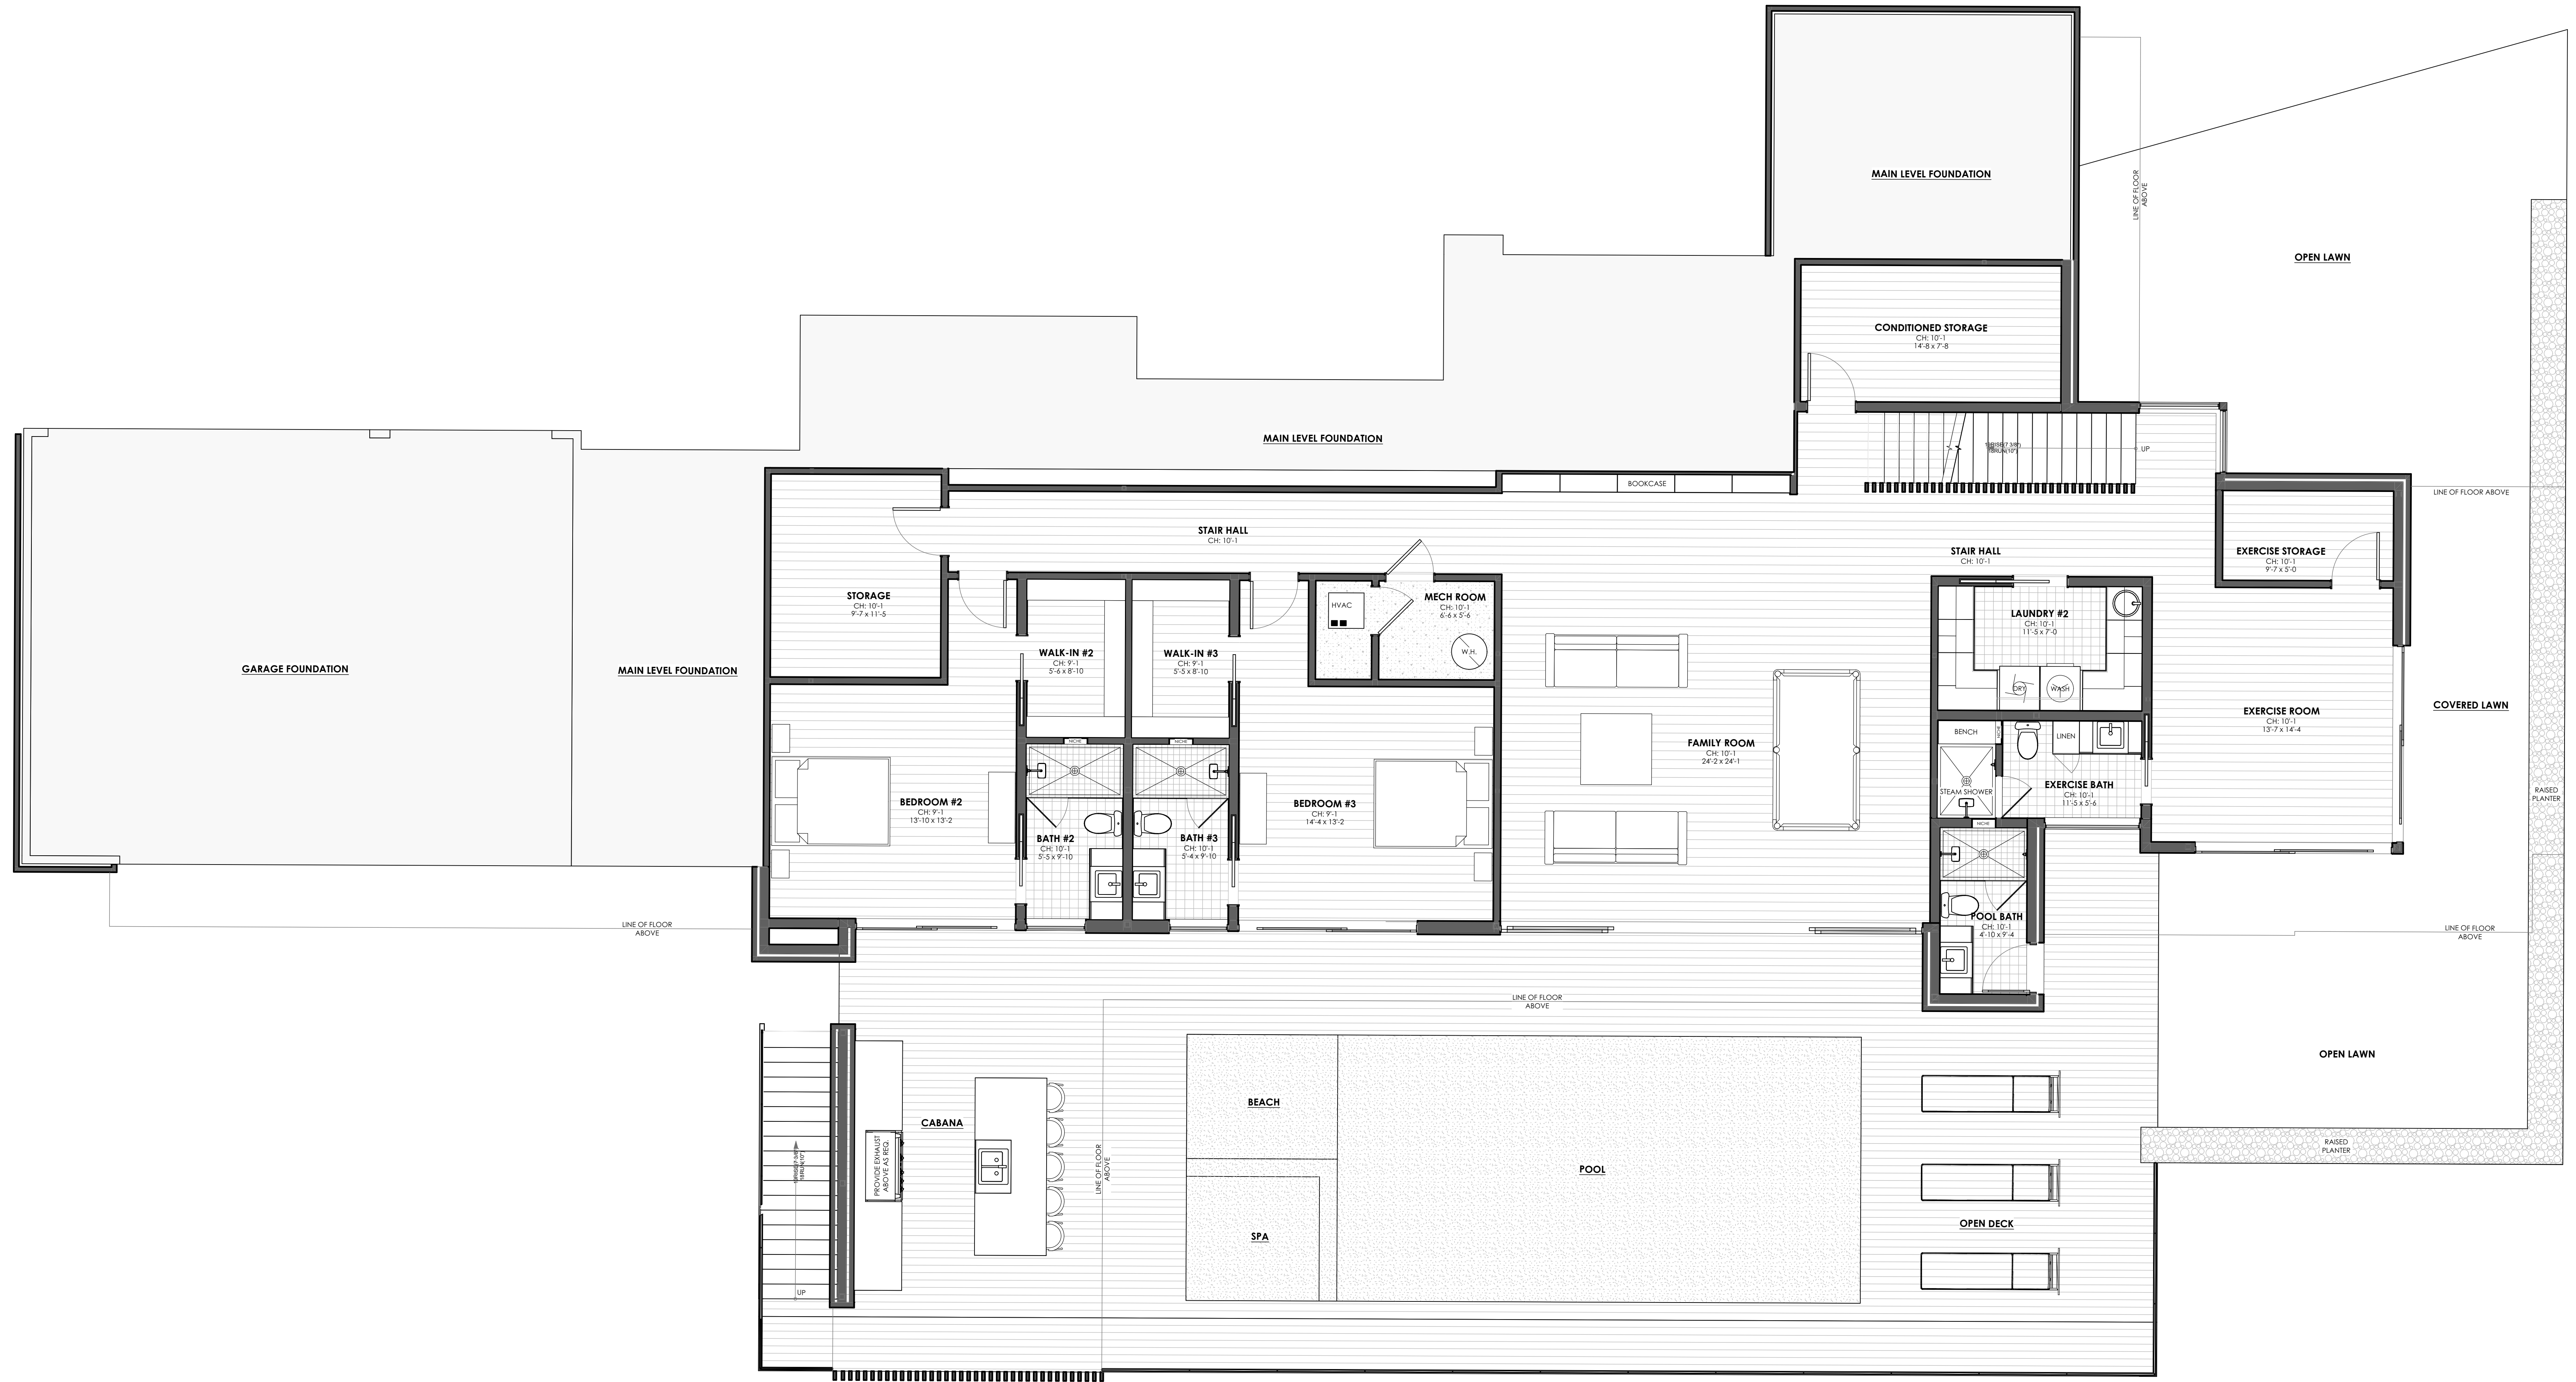 MAIN LEVEL FOUNDATION
LINE OF FLOOR
ABOVE
OPEN LAWN
CONDITIONED STORAGE
CH: 10'-1
14'-8 x 7'-8
MAIN LEVEL FOUNDATION
UP
BOOKCASE
LINE OF FLOOR ABOVE
STAIR HALL
CH: 10'-1
STAIR HALL
CH: 10'-1
EXERCISE STORAGE
CH: 10'-1
9'-7 x 5'-0
STORAGE
CH: 10'-1
9'-7 x 11'-5
HVAC
MECH ROOM
CH: 10'-1
6'-6 x 5'-6
W.H.
LAUNDRY #2
CH: 10'-1
11'-5 x 7'-0
DRY
WASH
GARAGE FOUNDATION
MAIN LEVEL FOUNDATION
WALK-IN #2
CH: 9'-1
5'-6 x 8'-10
WALK-IN #3
CH: 9'-1
5'-5 x 8'-10
EXERCISE ROOM
CH: 10'-1
13'-7 x 14'-4
COVERED LAWN
NICHE
NICHE
FAMILY ROOM
CH: 10'-1
24'-2 x 24'-1
BENCH
NICHE
LINEN
EXERCISE BATH
CH: 10'-1
11'-5 x 5'-6
STEAM SHOWER
RAISED
PLANTER
BEDROOM #2
CH: 9'-1
13'-10 x 13'-2
BEDROOM #3
CH: 9'-1
14'-4 x 13'-2
BATH #2
CH: 10'-1
5'-5 x 9'-10
BATH #3
CH: 10'-1
5'-4 x 9'-10
NICHE
POOL BATH
CH: 10'-1
4'-10 x 9'-4
LINE OF FLOOR
ABOVE
LINE OF FLOOR
ABOVE
LINE OF FLOOR
ABOVE
OPEN LAWN
BEACH
CABANA
PROVIDE EXHAUST
ABOVE AS REQ.
LINE OF FLOOR
ABOVE
POOL
RAISED
PLANTER
OPEN DECK
SPA
UP